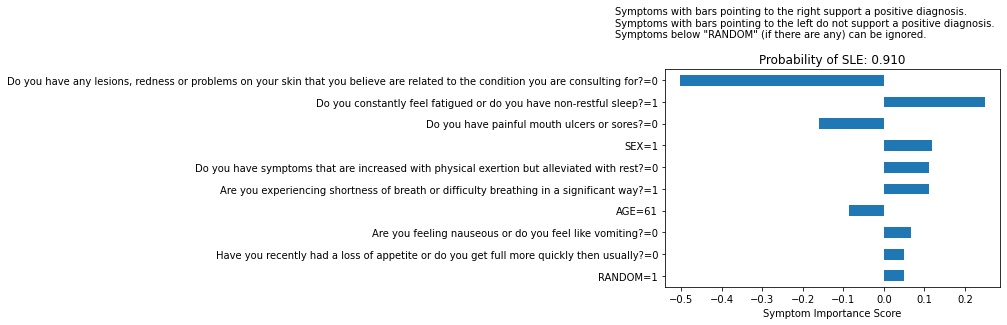 Symptoms with bars pointing to the right support a positive diagnosis.
Symptoms with bars pointing to the left do not support a positive diagnosis.
Symptoms below "RANDOM" (if there are any) can be ignored.
Probability of SLE: 0.910
Do you have any lesions, redness or problems on your skin that you believe are related to the condition you are consulting for?=0
Do you constantly feel fatigued or do you have non-restful sleep?=1
Do you have painful mouth ulcers or sores?=0
SEX=1
Do you have symptoms that are increased with physical exertion but alleviated with rest?=0
Are you experiencing shortness of breath or difficulty breathing in a significant way?=1
AGE=61
Are you feeling nauseous or do you feel like vomiting?=0
Have you recently had a loss of appetite or do you get full more quickly then usually?=0
RANDOM=1
−0.5 −0.4 −0.3 −0.2 −0.1 0.0 0.1 0.2
Symptom Importance Score